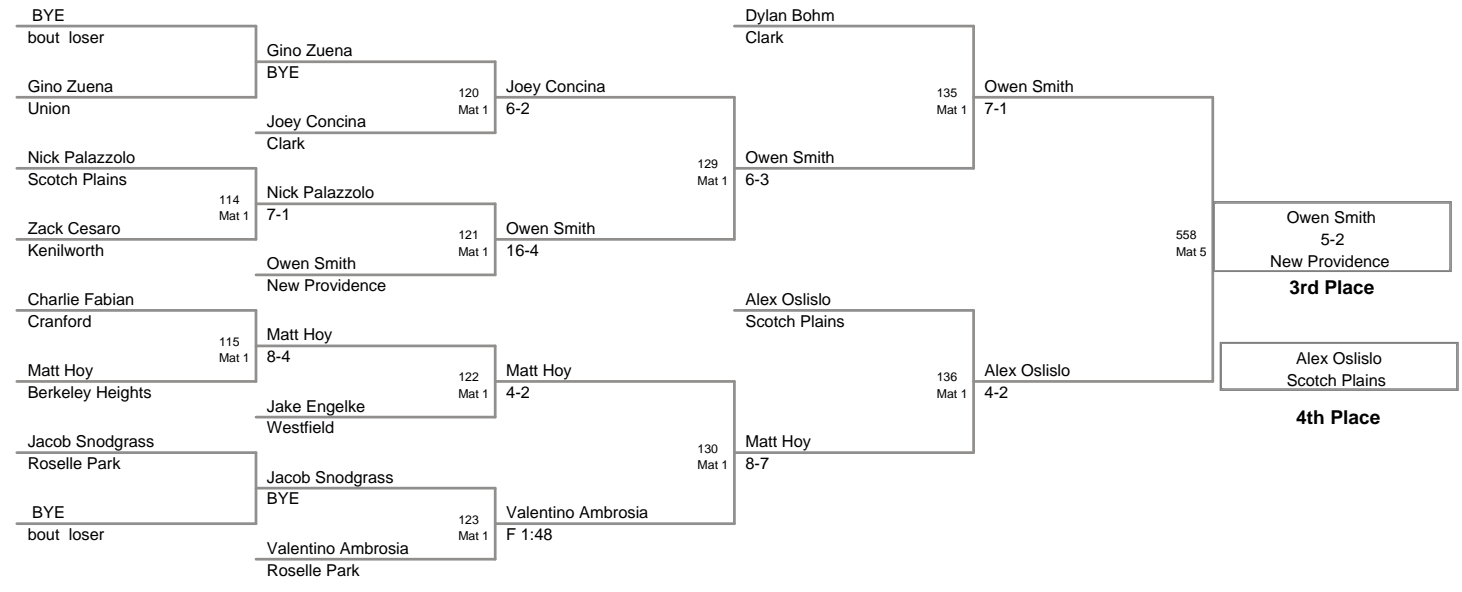 BYE
bout loser
Gino Zuena
Union
Nick Palazzolo
Scotch Plains
Zack Cesaro
Kenilworth
Charlie Fabian
Cranford
Matt Hoy
Berkeley Heights
Jacob Snodgrass
Roselle Park
BYE
bout loser
Gino Zuena
BYE
Joey Concina
Clark
114
Mat 1
Nick Palazzolo
7-1
Owen Smith
New Providence
115
Mat 1
Matt Hoy
8-4
Jake Engelke
Westfield
Jacob Snodgrass
BYE
Valentino Ambrosia
Roselle Park
120
Mat 1
Joey Concina
6-2
121
Mat 1
Owen Smith
16-4
122
Mat 1
Matt Hoy
4-2
123
Mat 1
Valentino Ambrosia
F 1:48
Dylan Bohm
Clark
129
Mat 1
Owen Smith
6-3
Alex Oslislo
Scotch Plains
130
Mat 1
Matt Hoy
8-7
135
Mat 1
Owen Smith
7-1
136
Mat 1
Alex Oslislo
4-2
558
Mat 5
Owen Smith
5-2
New Providence
3rd Place
Alex Oslislo
Scotch Plains
4th Place